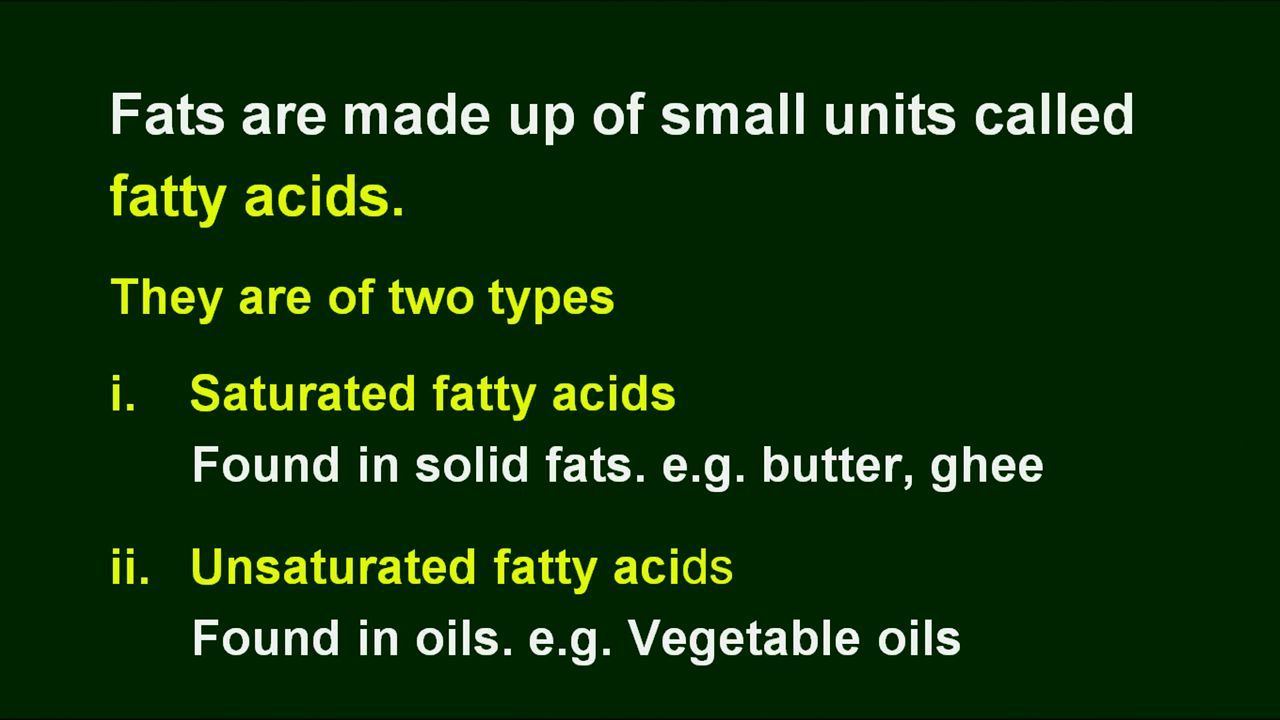 Fats are made up of small units called
fatty acids.
They are of two types
i. Saturated fatty acids
Found in solid fats. e.g. butter, ghee
ii. Unsaturated fatty acids
Found in oils. e.g. Vegetable oils